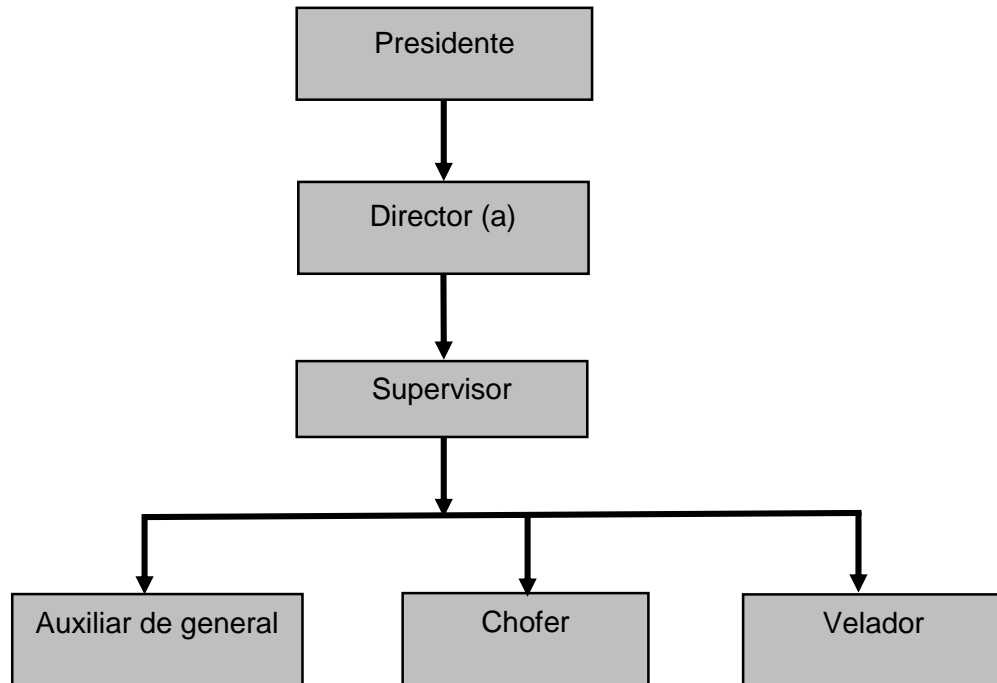 Presidente
Director (a)
Supervisor
Auxiliar de general
Chofer
Velador